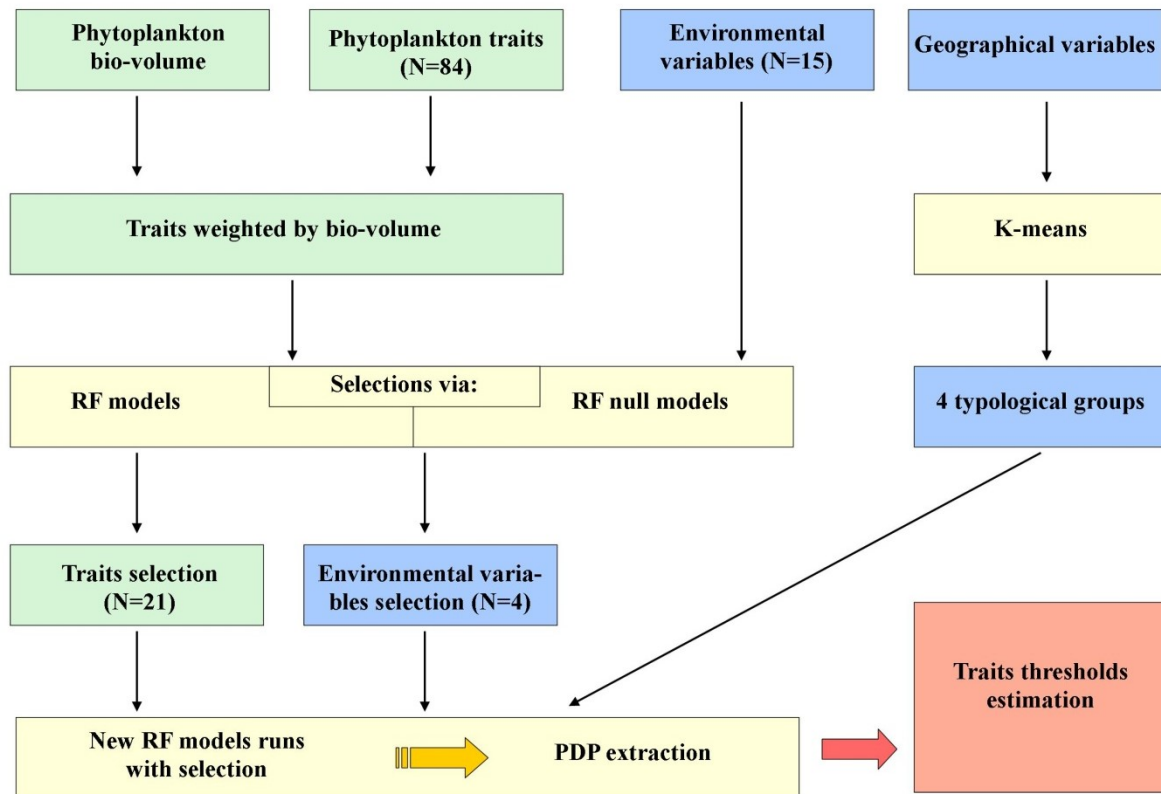 Phytoplankton
bio-volume
Phytoplankton traits
(N=84)
Environmental
variables (N=15)
Geographical variables
Traits weighted by bio-volume
K-means
Selections via:
RF models
RF null models
4 typological groups
Traits selection
(N=21)
Environmental varia-
bles selection (N=4)
Traits thresholds
estimation
New RF models runs
with selection
PDP extraction